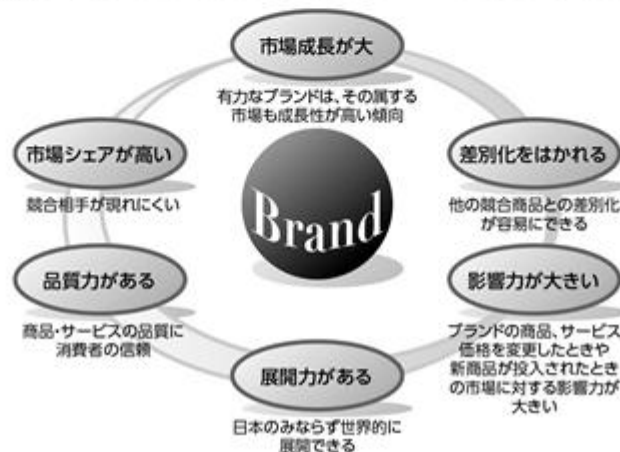 市場成長が大
有力なブランドは、その属する
市場も成長性が高い傾向
市場シェアが高い
競合相手が現れにくい
差別化をはかれる
他の競合商品との差別化
が容易にできる
Brand
品質力がある
商品・サービスの品質に
消費者の信頼
影響力が大きい
ブランドの商品、サービス
価格を変更したときや
新商品が投入されたとき
の市場に対する影響力が
大きい
展開力がある
日本のみならず世界的に
展開できる